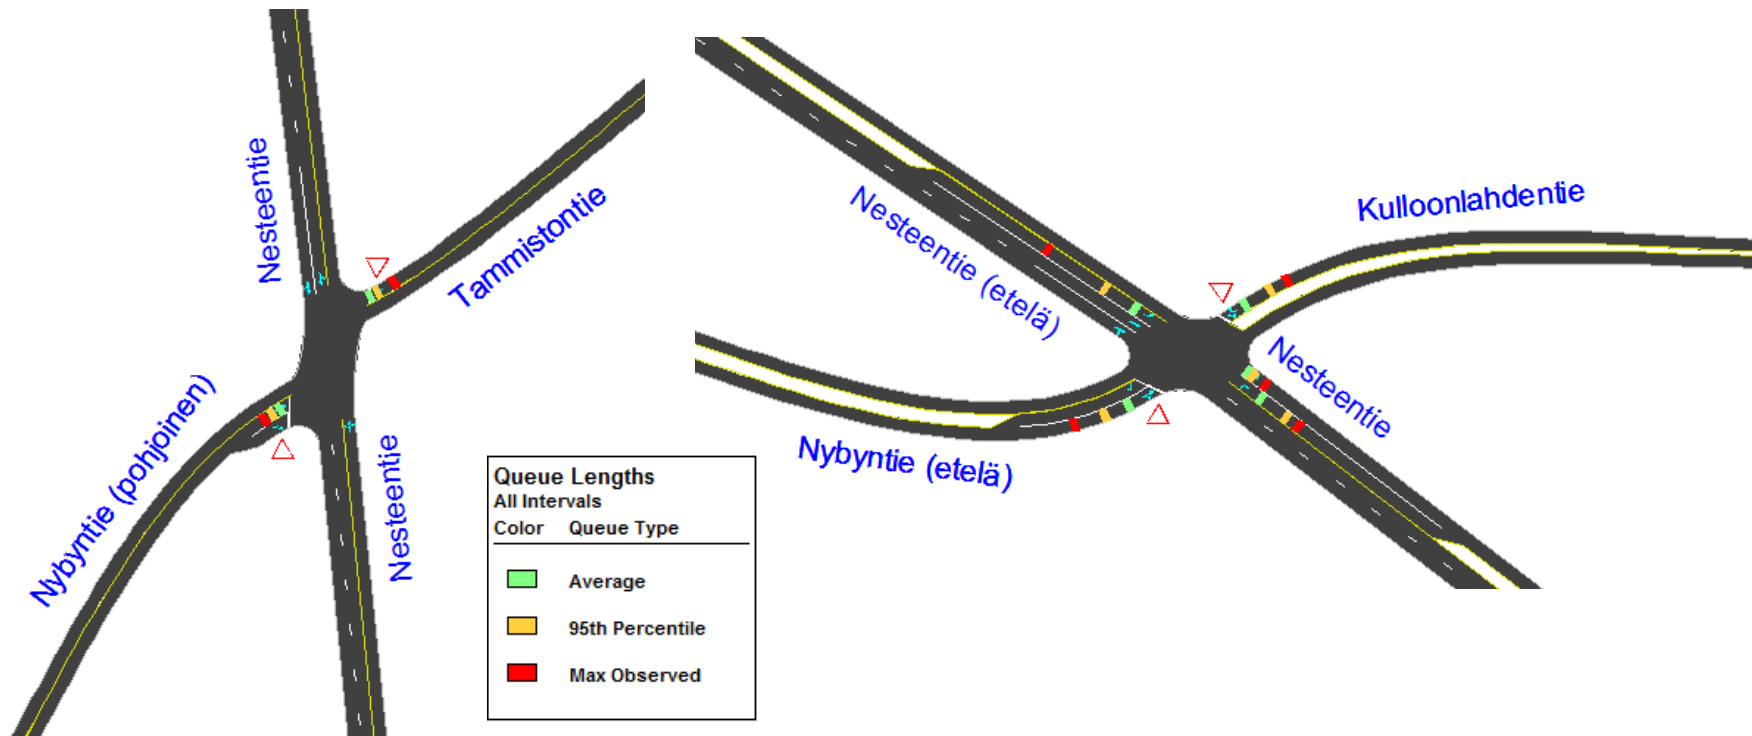 Nesteentie
Tammistontie
Nybyntie (pohjoinen)
Nesteentie
Nesteentie (etelä)
Kulloonlahdentie
Nesteentie
Nybyntie (etelä)
Queue Lengths
All Intervals
Color Queue Type
Average
95th Percentile
Max Observed